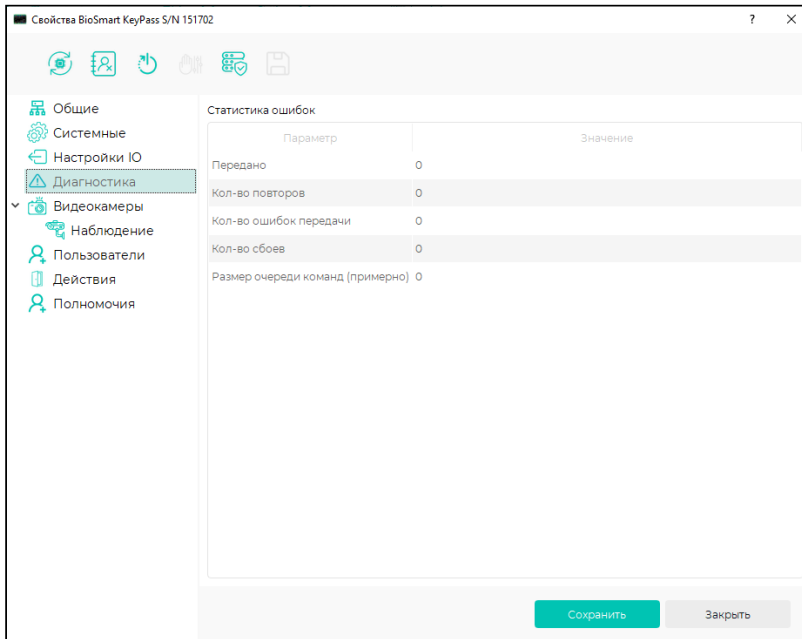 Свойства BioSmart KeyPass S/N 151702 ?
Общие
Системные
Настройки IO
Диагностика
Видеокамеры
Наблюдение
Пользователи
Действия
Полномочия
Статистика ошибок
Параметр Значение
Передано 0
Кол-во повторов 0
Кол-во ошибок передачи 0
Кол-во сбоев 0
Размер очереди команд (примерно) 0
Сохранить Закрыть